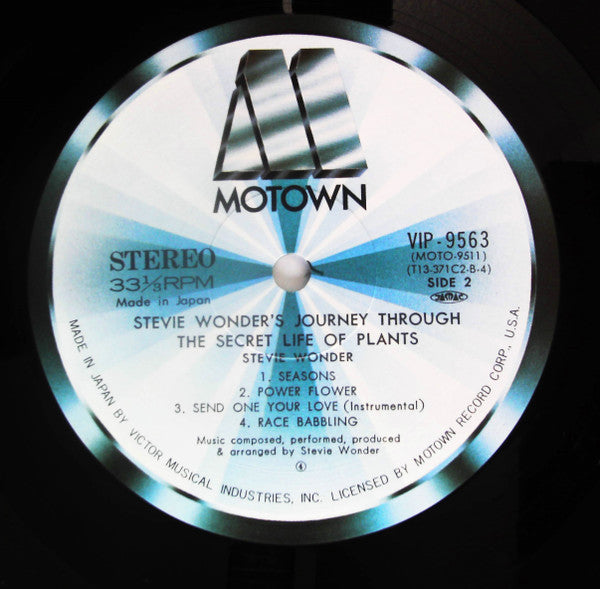 MOTOWN
STEREO
33⅓RPM
Made in Japan
VIP-9563
(MOTO-9511)
(T13-371C2-B-4)
SIDE 2
JASRAC
STEVIE WONDER'S JOURNEY THROUGH
THE SECRET LIFE OF PLANTS
STEVIE WONDER
1. SEASONS
2. POWER FLOWER
3. SEND ONE YOUR LOVE (Instrumental)
4. RACE BABBLING
Music composed, performed, produced
& arranged by Stevie Wonder
④
MADE IN JAPAN BY VICTOR MUSICAL INDUSTRIES, INC. LICENSED BY MOTOWN RECORD CORP., U.S.A.